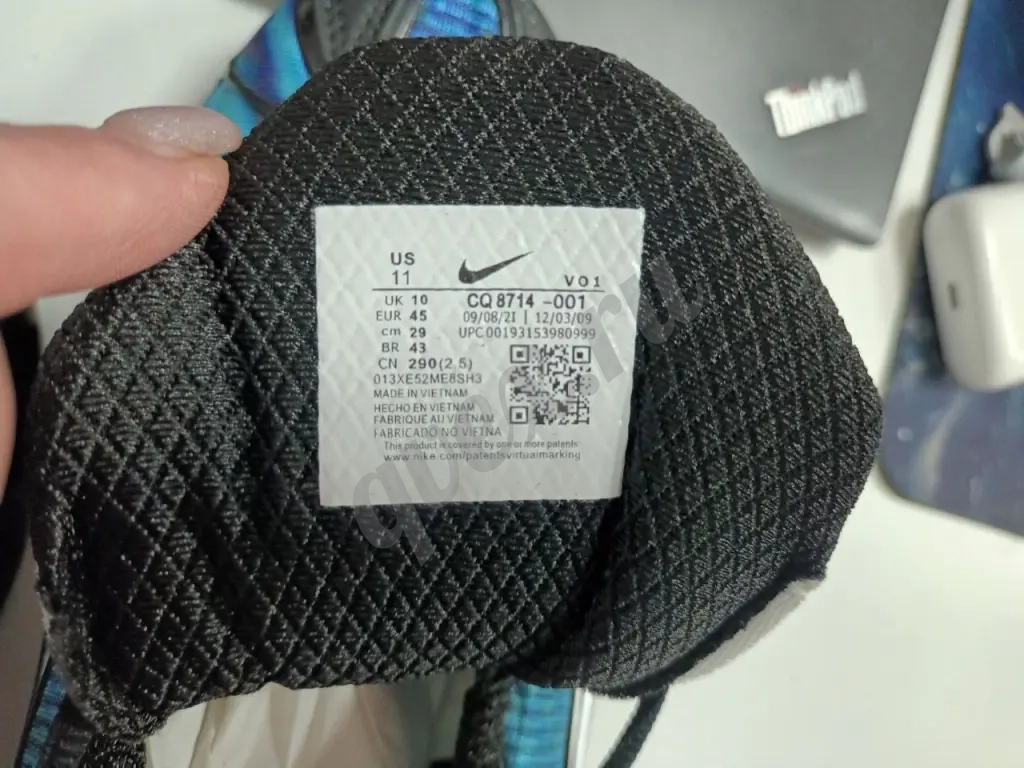 ThinkPad
US
11
VO1
UK 10 CQ8714-001
EUR 45 09/08/21 | 12/03/09
cm 29 UPC:00193153980999
BR 43
CN 290(2.5)
013XE52ME8SH3
MADE IN VIETNAM
HECHO EN VIETNAM
FABRIQUE AU VIETNAM
FABRICADO NO VIETNA
This product is covered by one or more patents
www.nike.com/patentsvirtualmarking